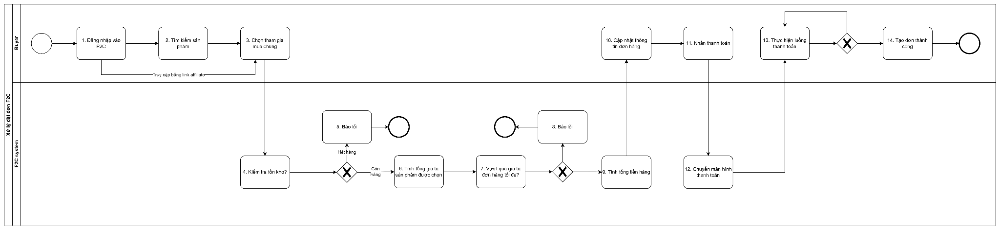 Xử lý đặt đơn F2C
Buyer
1. Đăng nhập vào
F2C
2. Tìm kiếm sản
phẩm
3. Chọn tham gia
mua chung
Truy cập bằng link affiliate
10. Cập nhật thông
tin đơn hàng
11. Nhấn thanh toán
13. Thực hiện luồng
thanh toán
14. Tạo đơn thành
công
F2C system
4. Kiểm tra tồn kho?
5. Báo lỗi
Hết hàng
Còn
hàng
6. Tính tổng giá trị
sản phẩm được chọn
7. Vượt quá gía trị
đơn hàng tối đa?
8. Báo lỗi
9. Tính tổng tiền hàng
12. Chuyển màn hình
thanh toán